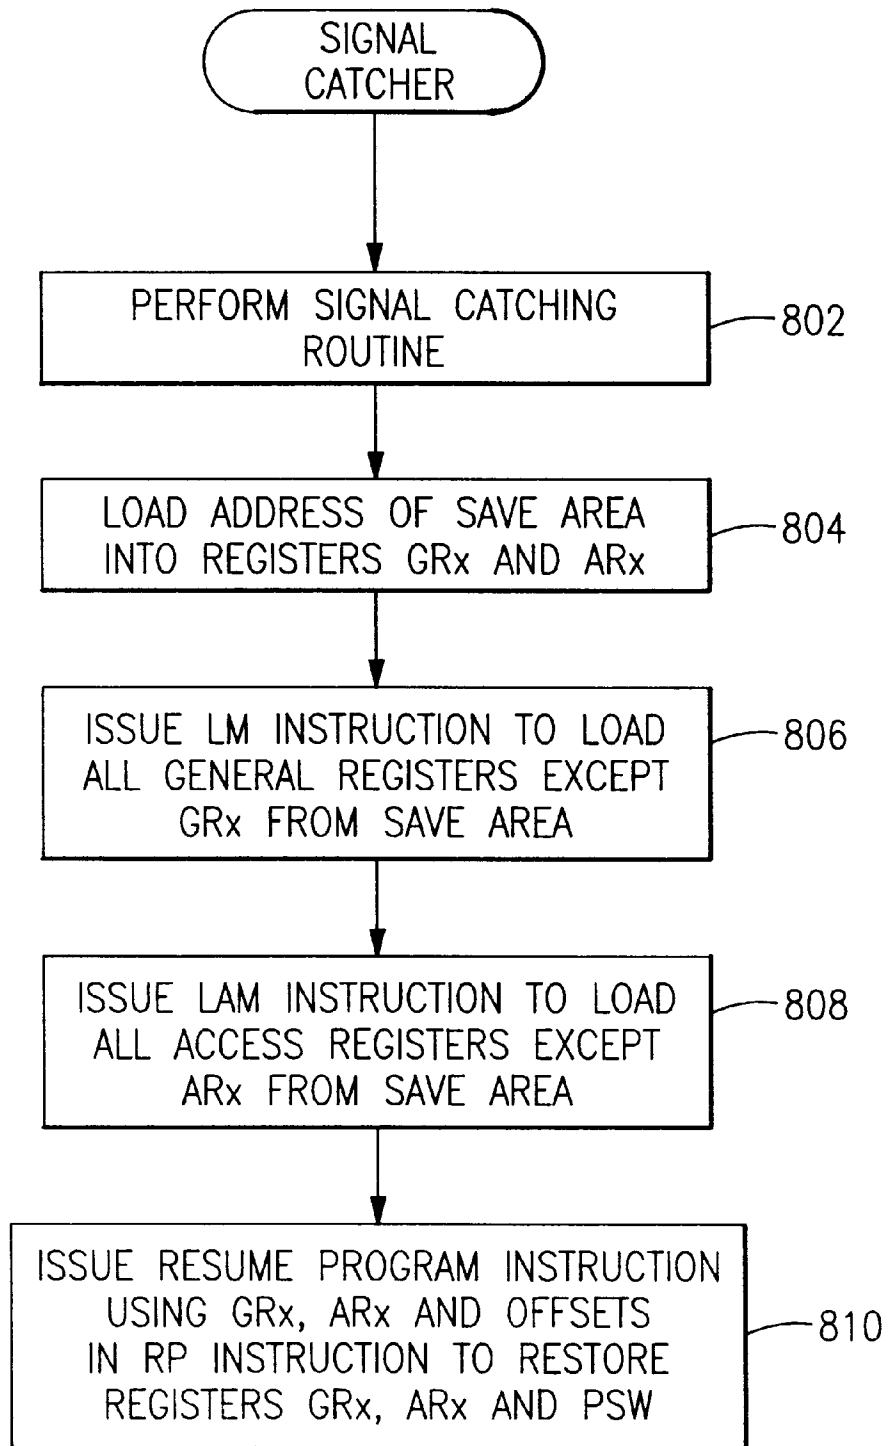 SIGNAL
CATCHER
PERFORM SIGNAL CATCHING
ROUTINE
802
LOAD ADDRESS OF SAVE AREA
INTO REGISTERS GRx AND ARx
804
ISSUE LM INSTRUCTION TO LOAD
ALL GENERAL REGISTERS EXCEPT
GRx FROM SAVE AREA
806
ISSUE LAM INSTRUCTION TO LOAD
ALL ACCESS REGISTERS EXCEPT
ARx FROM SAVE AREA
808
ISSUE RESUME PROGRAM INSTRUCTION
USING GRx, ARx AND OFFSETS
IN RP INSTRUCTION TO RESTORE
REGISTERS GRx, ARx AND PSW
810